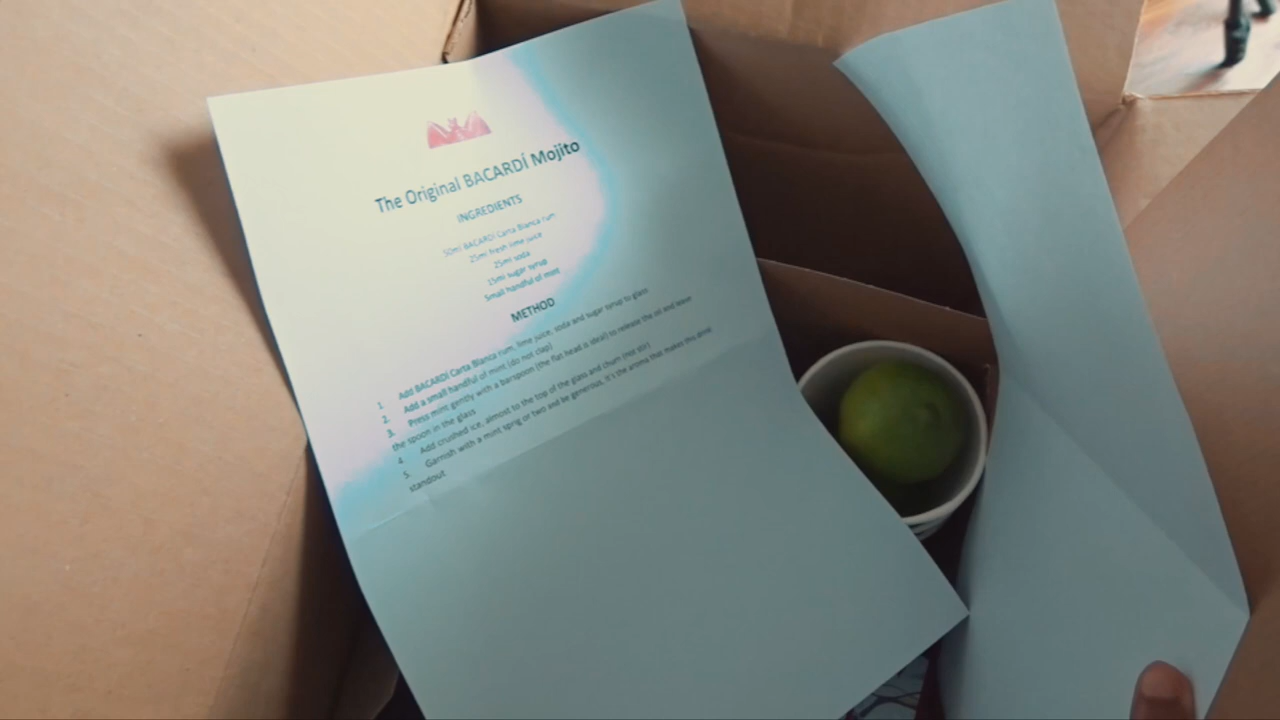 The Original BACARDÍ Mojito
INGREDIENTS
50ml BACARDÍ Carta Blanca rum
25ml fresh lime juice
25ml soda
15ml sugar syrup
Small handful of mint
METHOD
1. Add BACARDÍ Carta Blanca rum, lime juice, soda and sugar syrup to glass
2. Add a small handful of mint (do not clap)
3. Press mint gently with a barspoon (the flat head is ideal) to release the oil and leave
the spoon in the glass
4. Add crushed ice, almost to the top of the glass and churn (not stir)
5. Garnish with a mint sprig or two and be generous, it's the aroma that makes this drink
standout